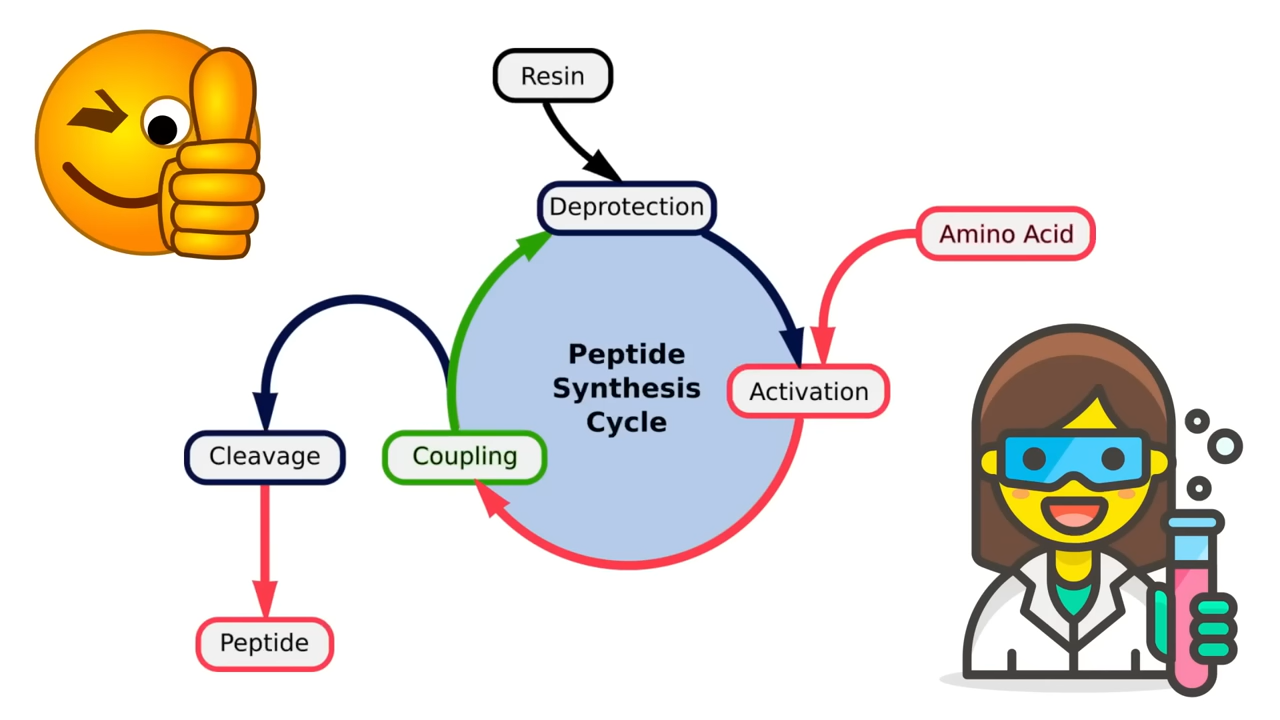 Resin
Deprotection
Amino Acid
Peptide
Synthesis
Cycle
Activation
Cleavage
Coupling
Peptide